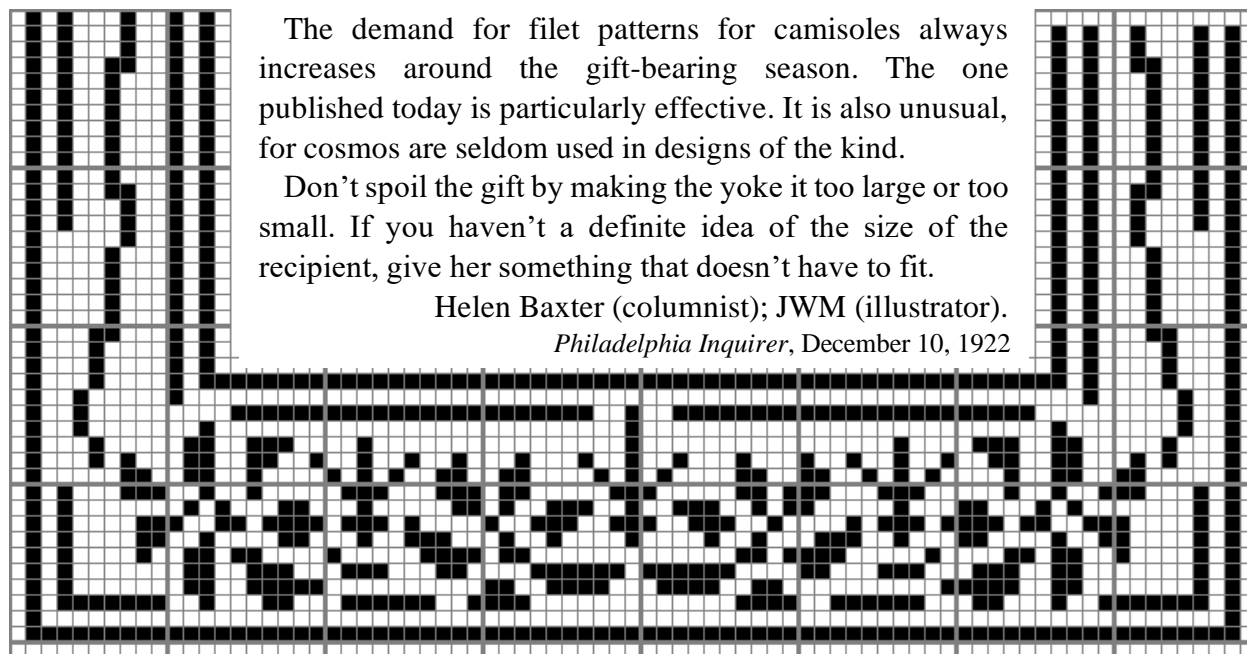 The demand for filet patterns for camisoles always
increases around the gift-bearing season. The one
published today is particularly effective. It is also unusual,
for cosmos are seldom used in designs of the kind.
Don’t spoil the gift by making the yoke it too large or too
small. If you haven’t a definite idea of the size of the
recipient, give her something that doesn’t have to fit.
Helen Baxter (columnist); JWM (illustrator).
Philadelphia Inquirer, December 10, 1922